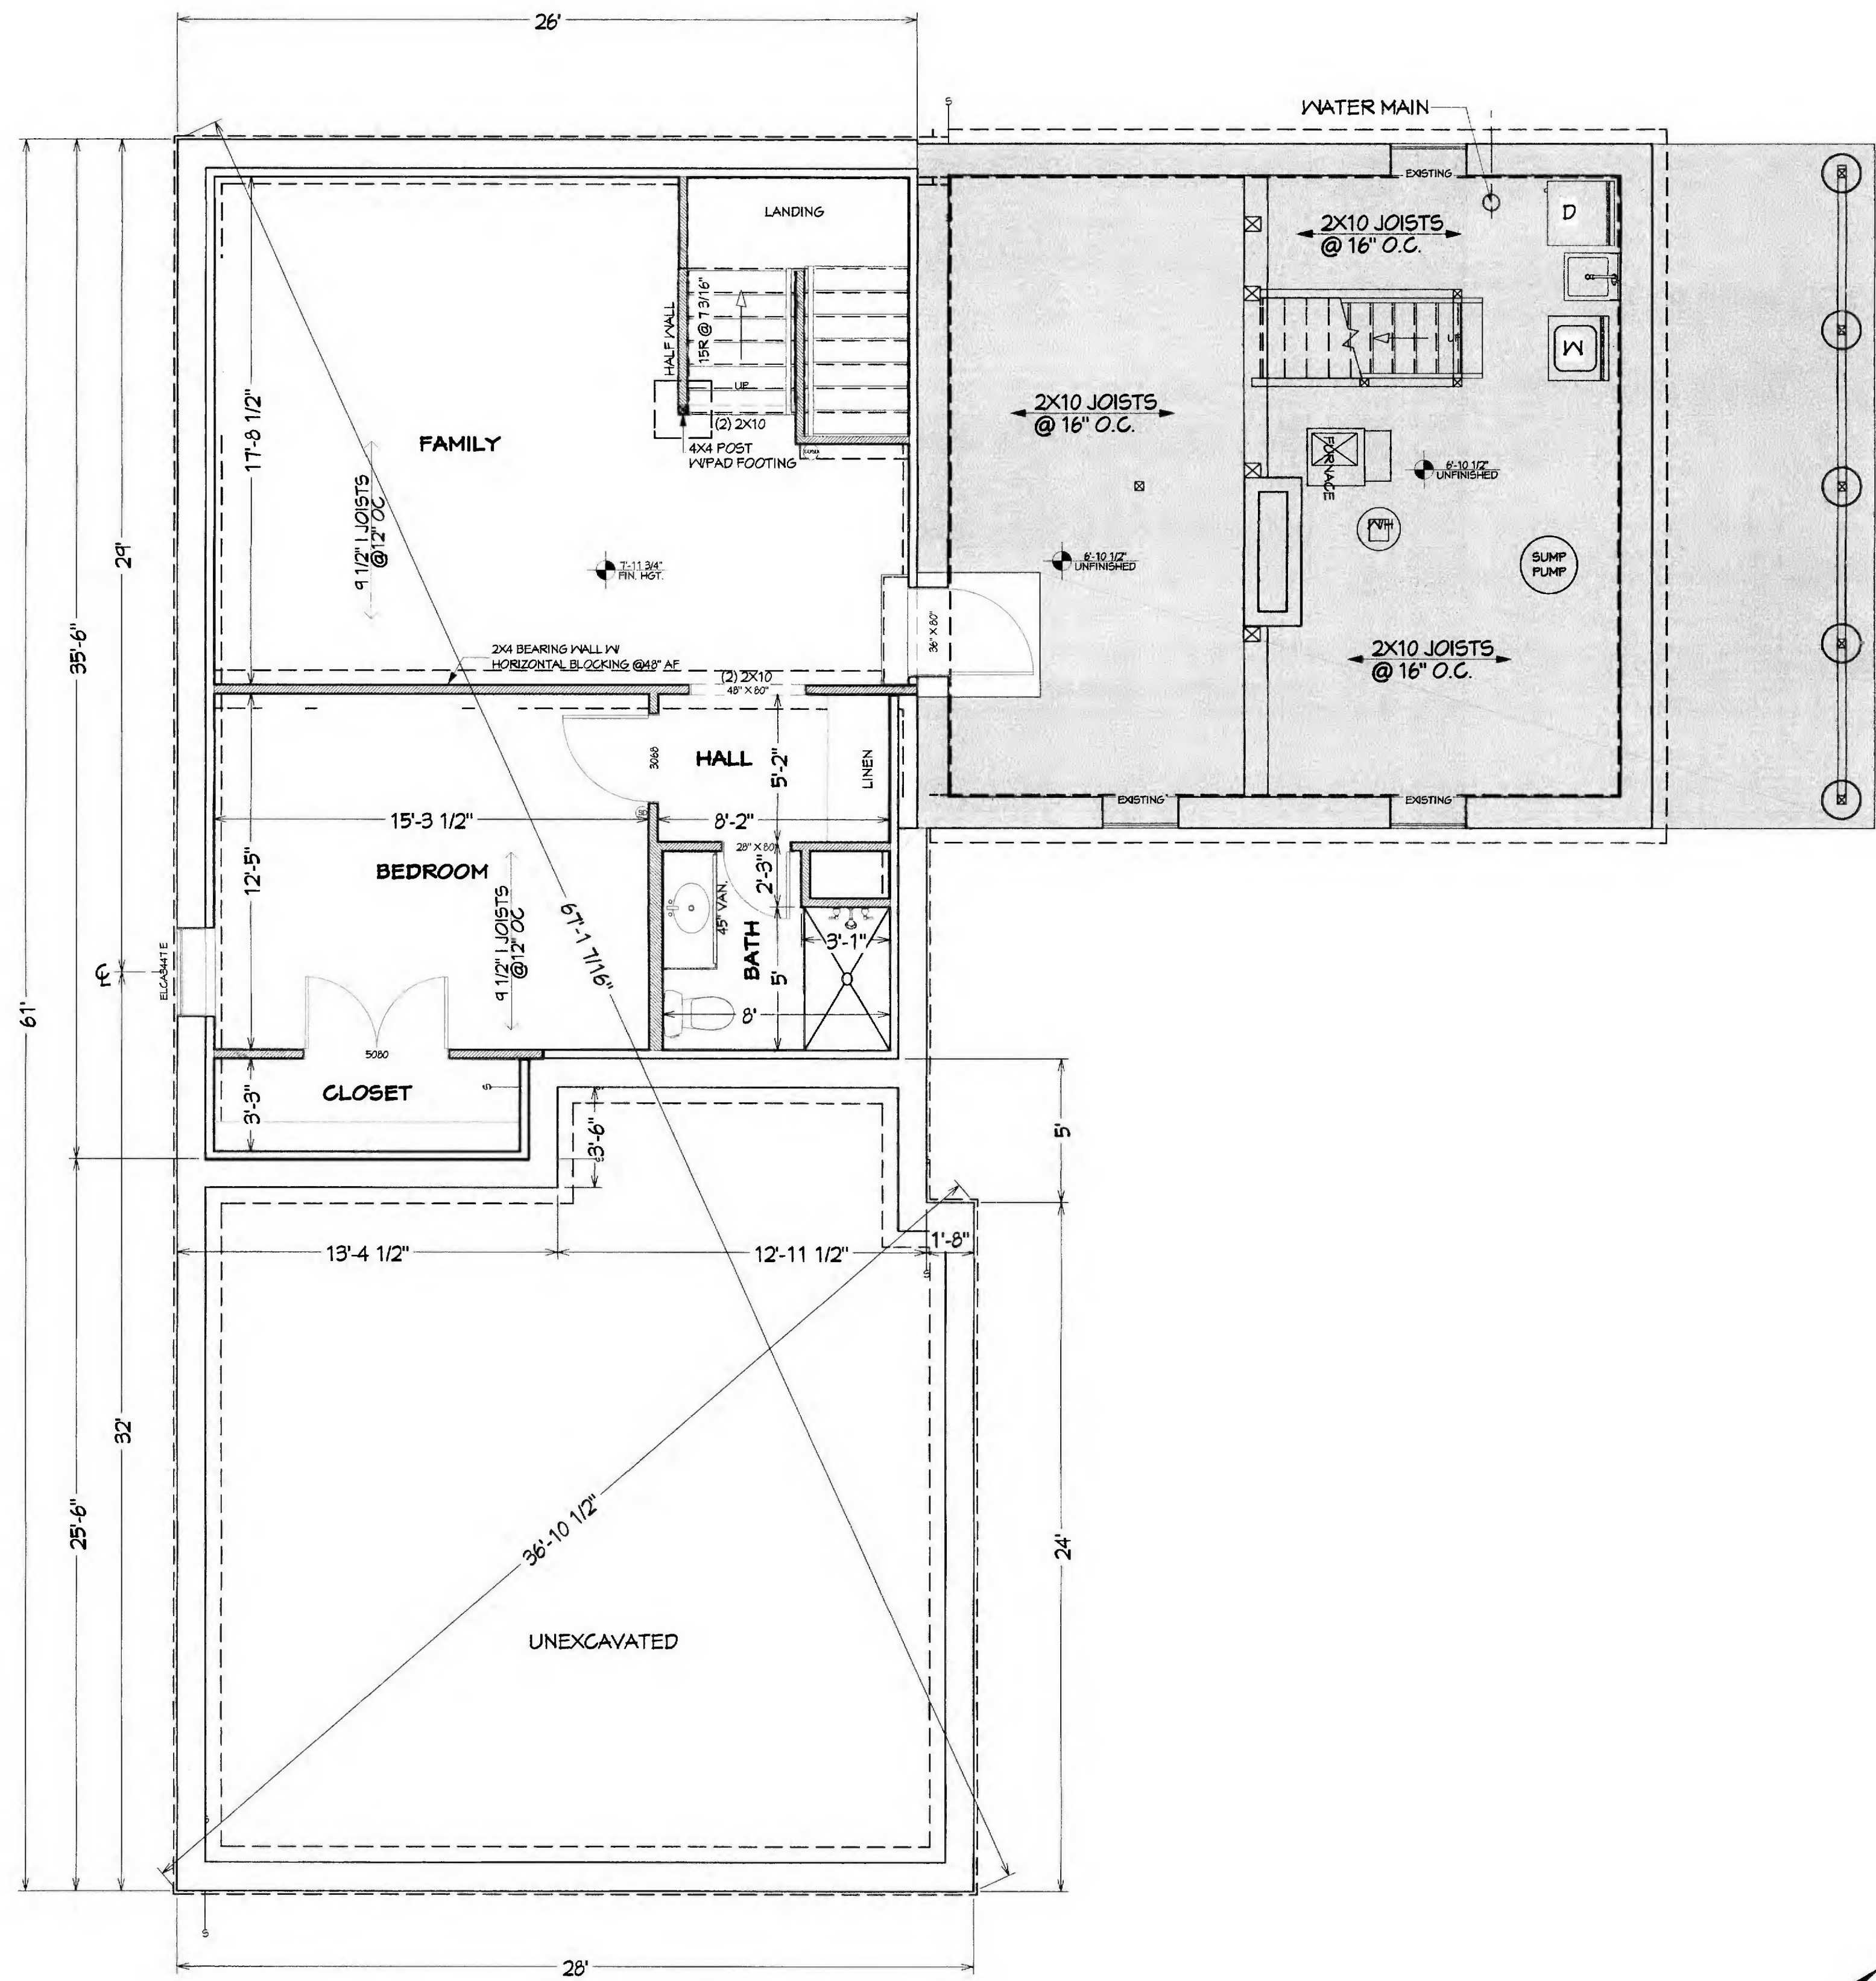 26'
WATER MAIN
EXISTING
LANDING
D
2X10 JOISTS
@ 16" O.C.
HALF WALL
15R @ 7 3/16"
UP
UP
W
17'-8 1/2"
FAMILY
(2) 2X10
4X4 POST
W/PAD FOOTING
2X10 JOISTS
@ 16" O.C.
FURNACE
6'-10 1/2"
UNFINISHED
9 1/2" I JOISTS
@12" OC
WH
29'
7'-11 3/4"
FIN. HGT.
6'-10 1/2"
UNFINISHED
SUMP
PUMP
35'-6"
36" X 80"
2X4 BEARING WALL W/
HORIZONTAL BLOCKING @48" AF
2X10 JOISTS
@ 16" O.C.
(2) 2X10
48" X 80"
3068
HALL
5'-2"
LINEN
EXISTING
EXISTING
15'-3 1/2"
8'-2"
28" X 80"
BEDROOM
12'-5"
2'-3"
45" VAN.
9 1/2" I JOISTS
@12" OC
67'-1 7/16"
BATH
3'-1"
5'
8'
61'
5080
CLOSET
3'-3"
S
3'-6"
5'
13'-4 1/2"
12'-11 1/2"
1'-8"
S
32'
25'-6"
36'-10 1/2"
24'
UNEXCAVATED
S
S
28'